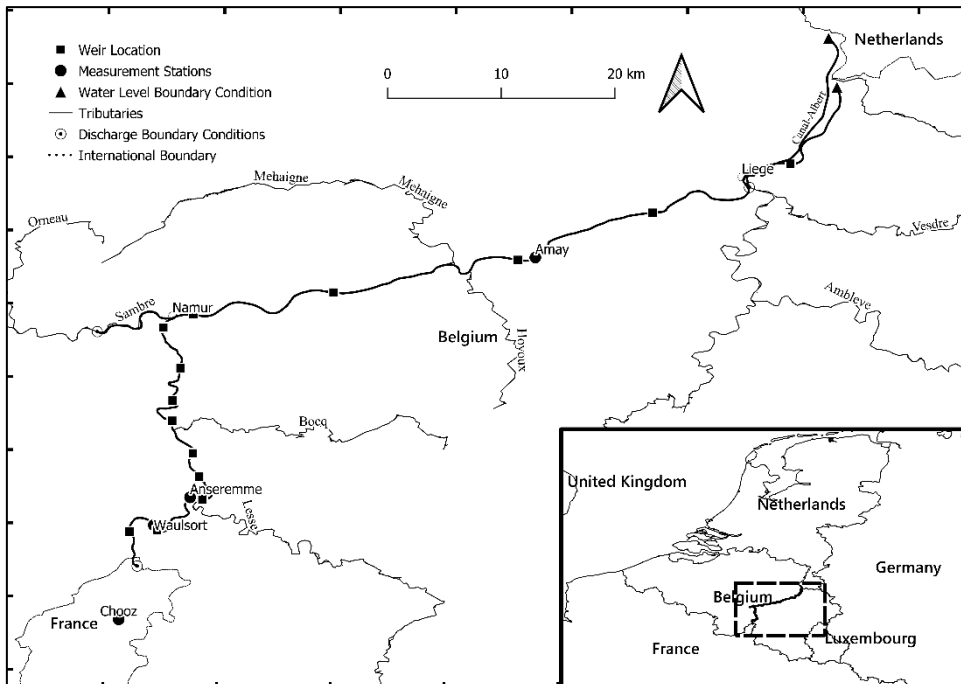 Weir Location
Measurement Stations
Water Level Boundary Condition
Tributaries
Discharge Boundary Conditions
International Boundary
0 10 20 km
Netherlands
Canal-Albert
Liege
Mehaigne
Mehaigne
Orneau
Vesdre
Amay
Ambleve
Sambre
Namur
Belgium
Hoyoux
Bocq
Anseremme
Lesse
Waulsort
Chooz
France
United Kingdom
Netherlands
Germany
Belgium
Luxembourg
France